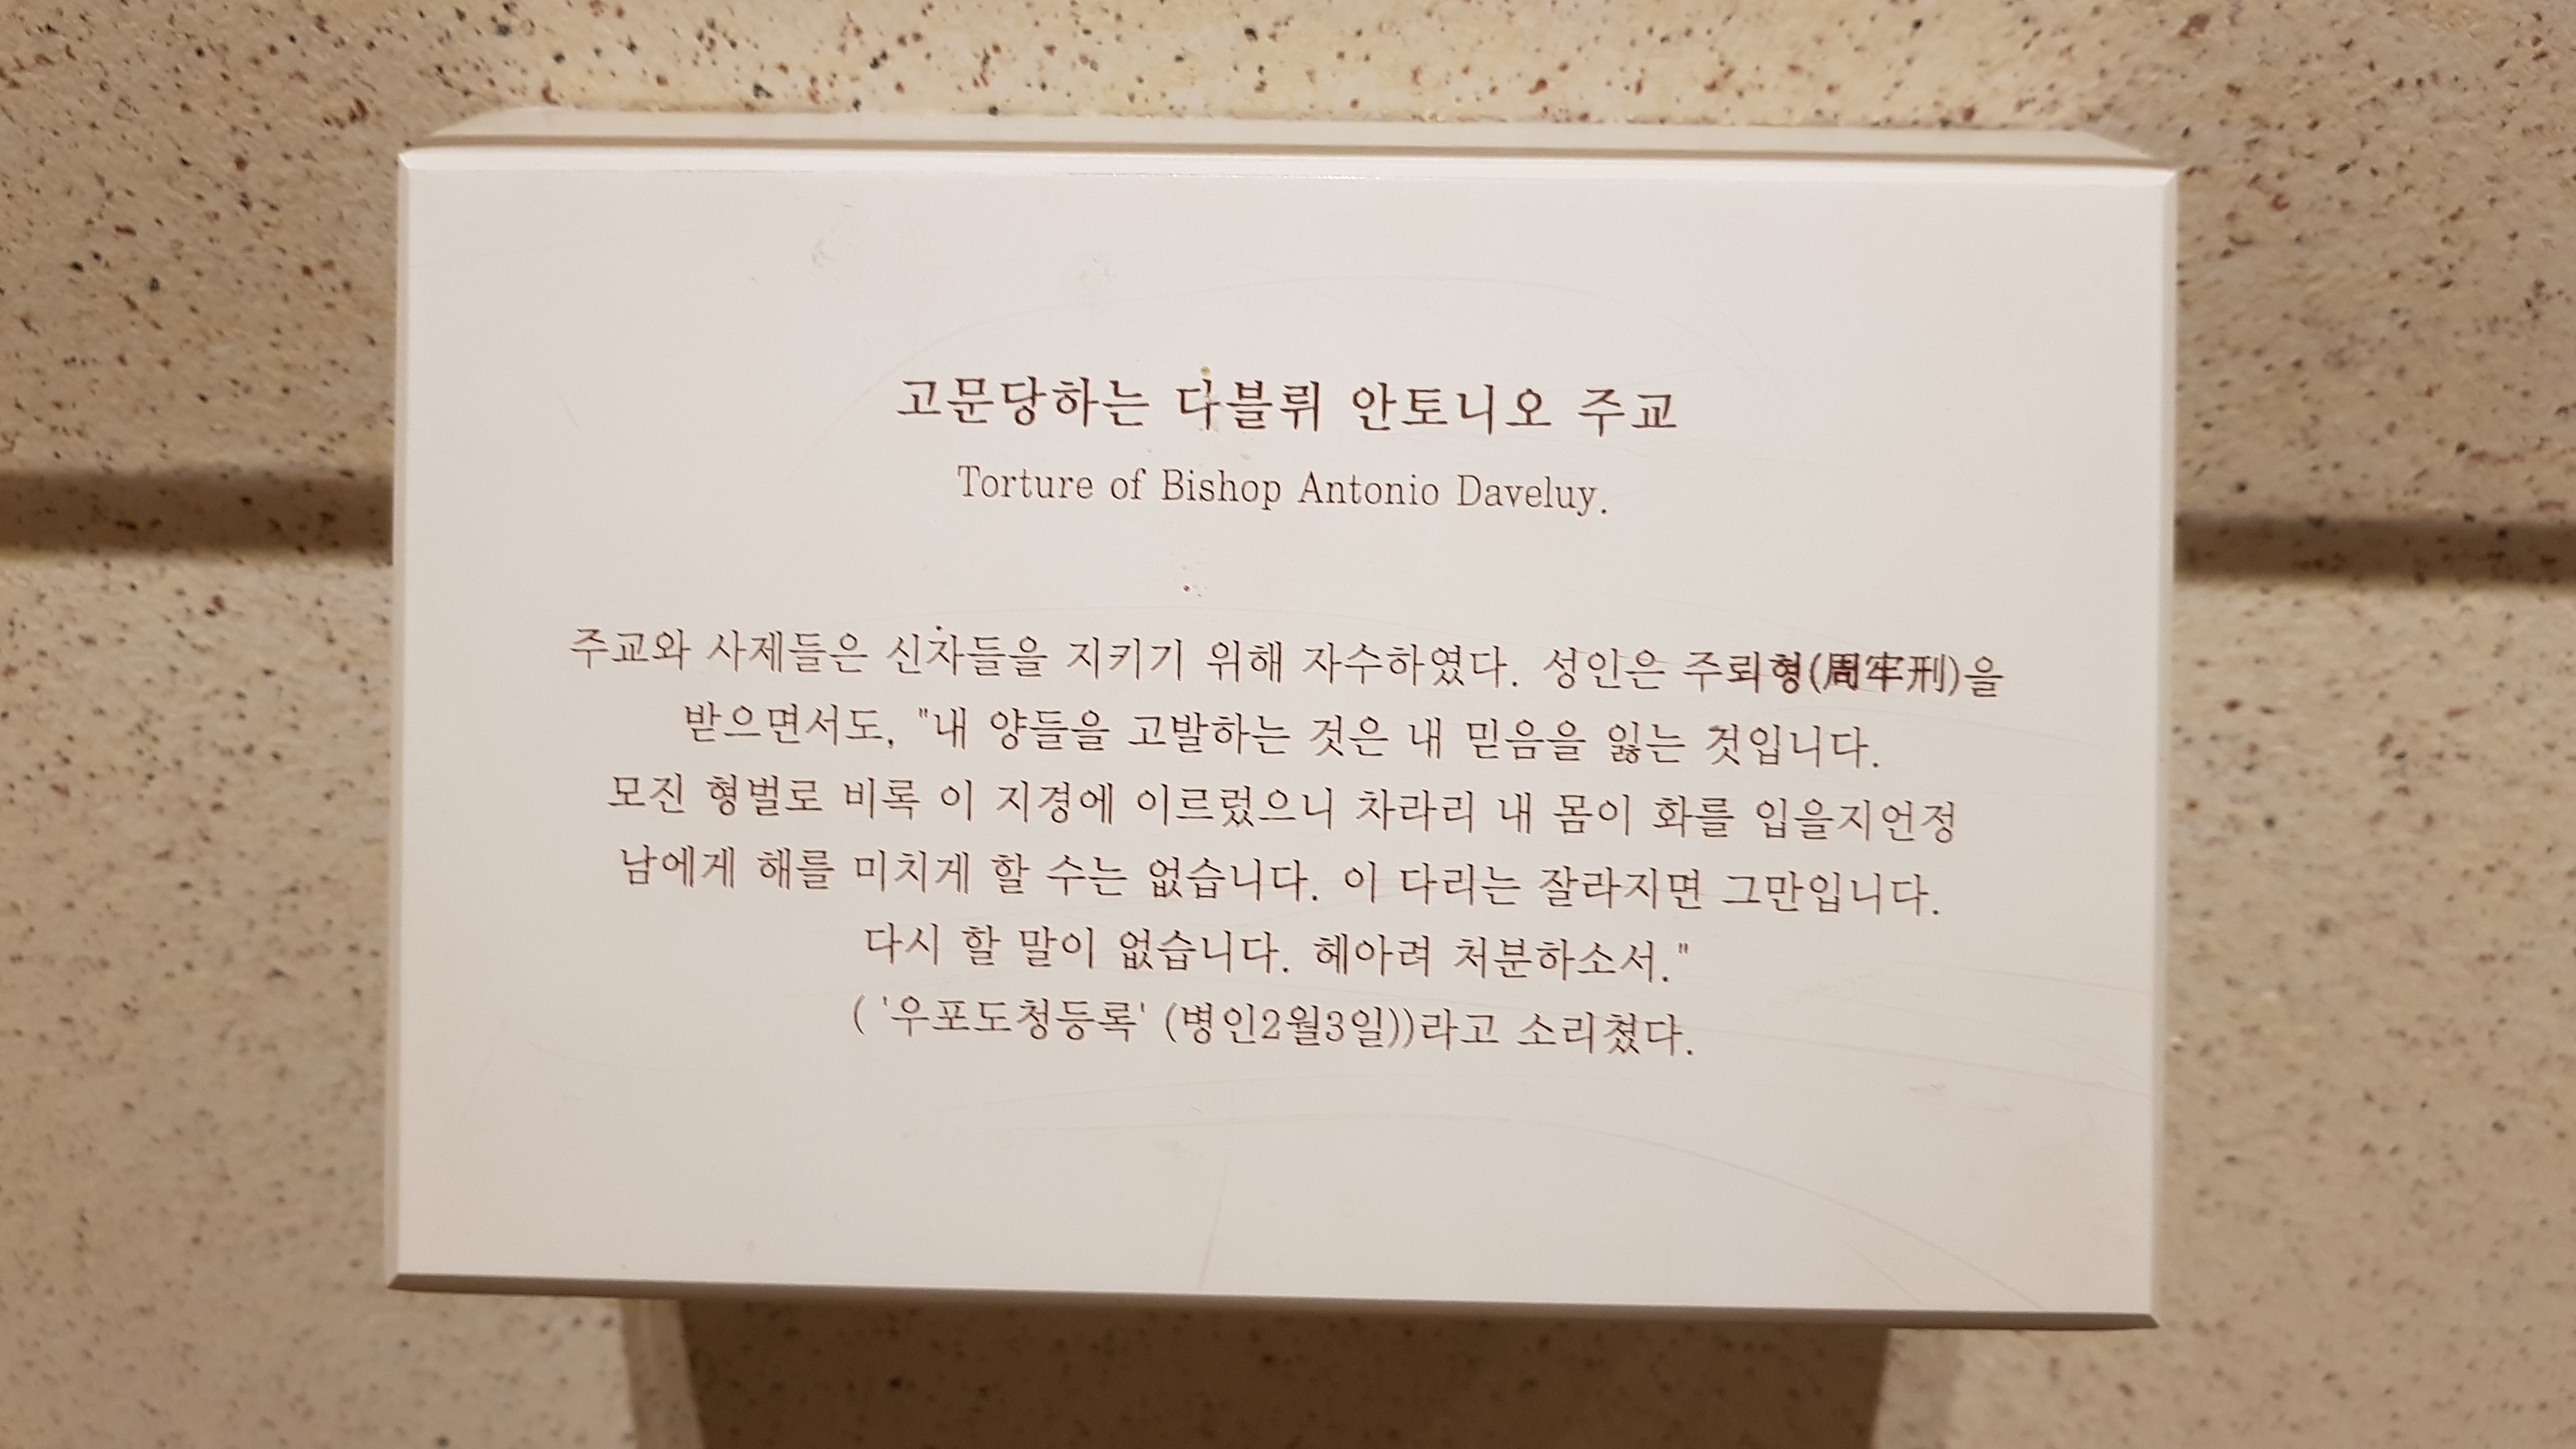 고문당하는 다블뤼 안토니오 주교
Torture of Bishop Antonio Daveluy.
주교와 사제들은 신자들을 지키기 위해 자수하였다. 성인은 주뢰형(周牢刑)을
받으면서도, "내 양들을 고발하는 것은 내 믿음을 잃는 것입니다.
모진 형벌로 비록 이 지경에 이르렀으니 차라리 내 몸이 화를 입을지언정
남에게 해를 미치게 할 수는 없습니다. 이 다리는 잘라지면 그만입니다.
다시 할 말이 없습니다. 헤아려 처분하소서."
( '우포도청등록' (병인2월3일))라고 소리쳤다.